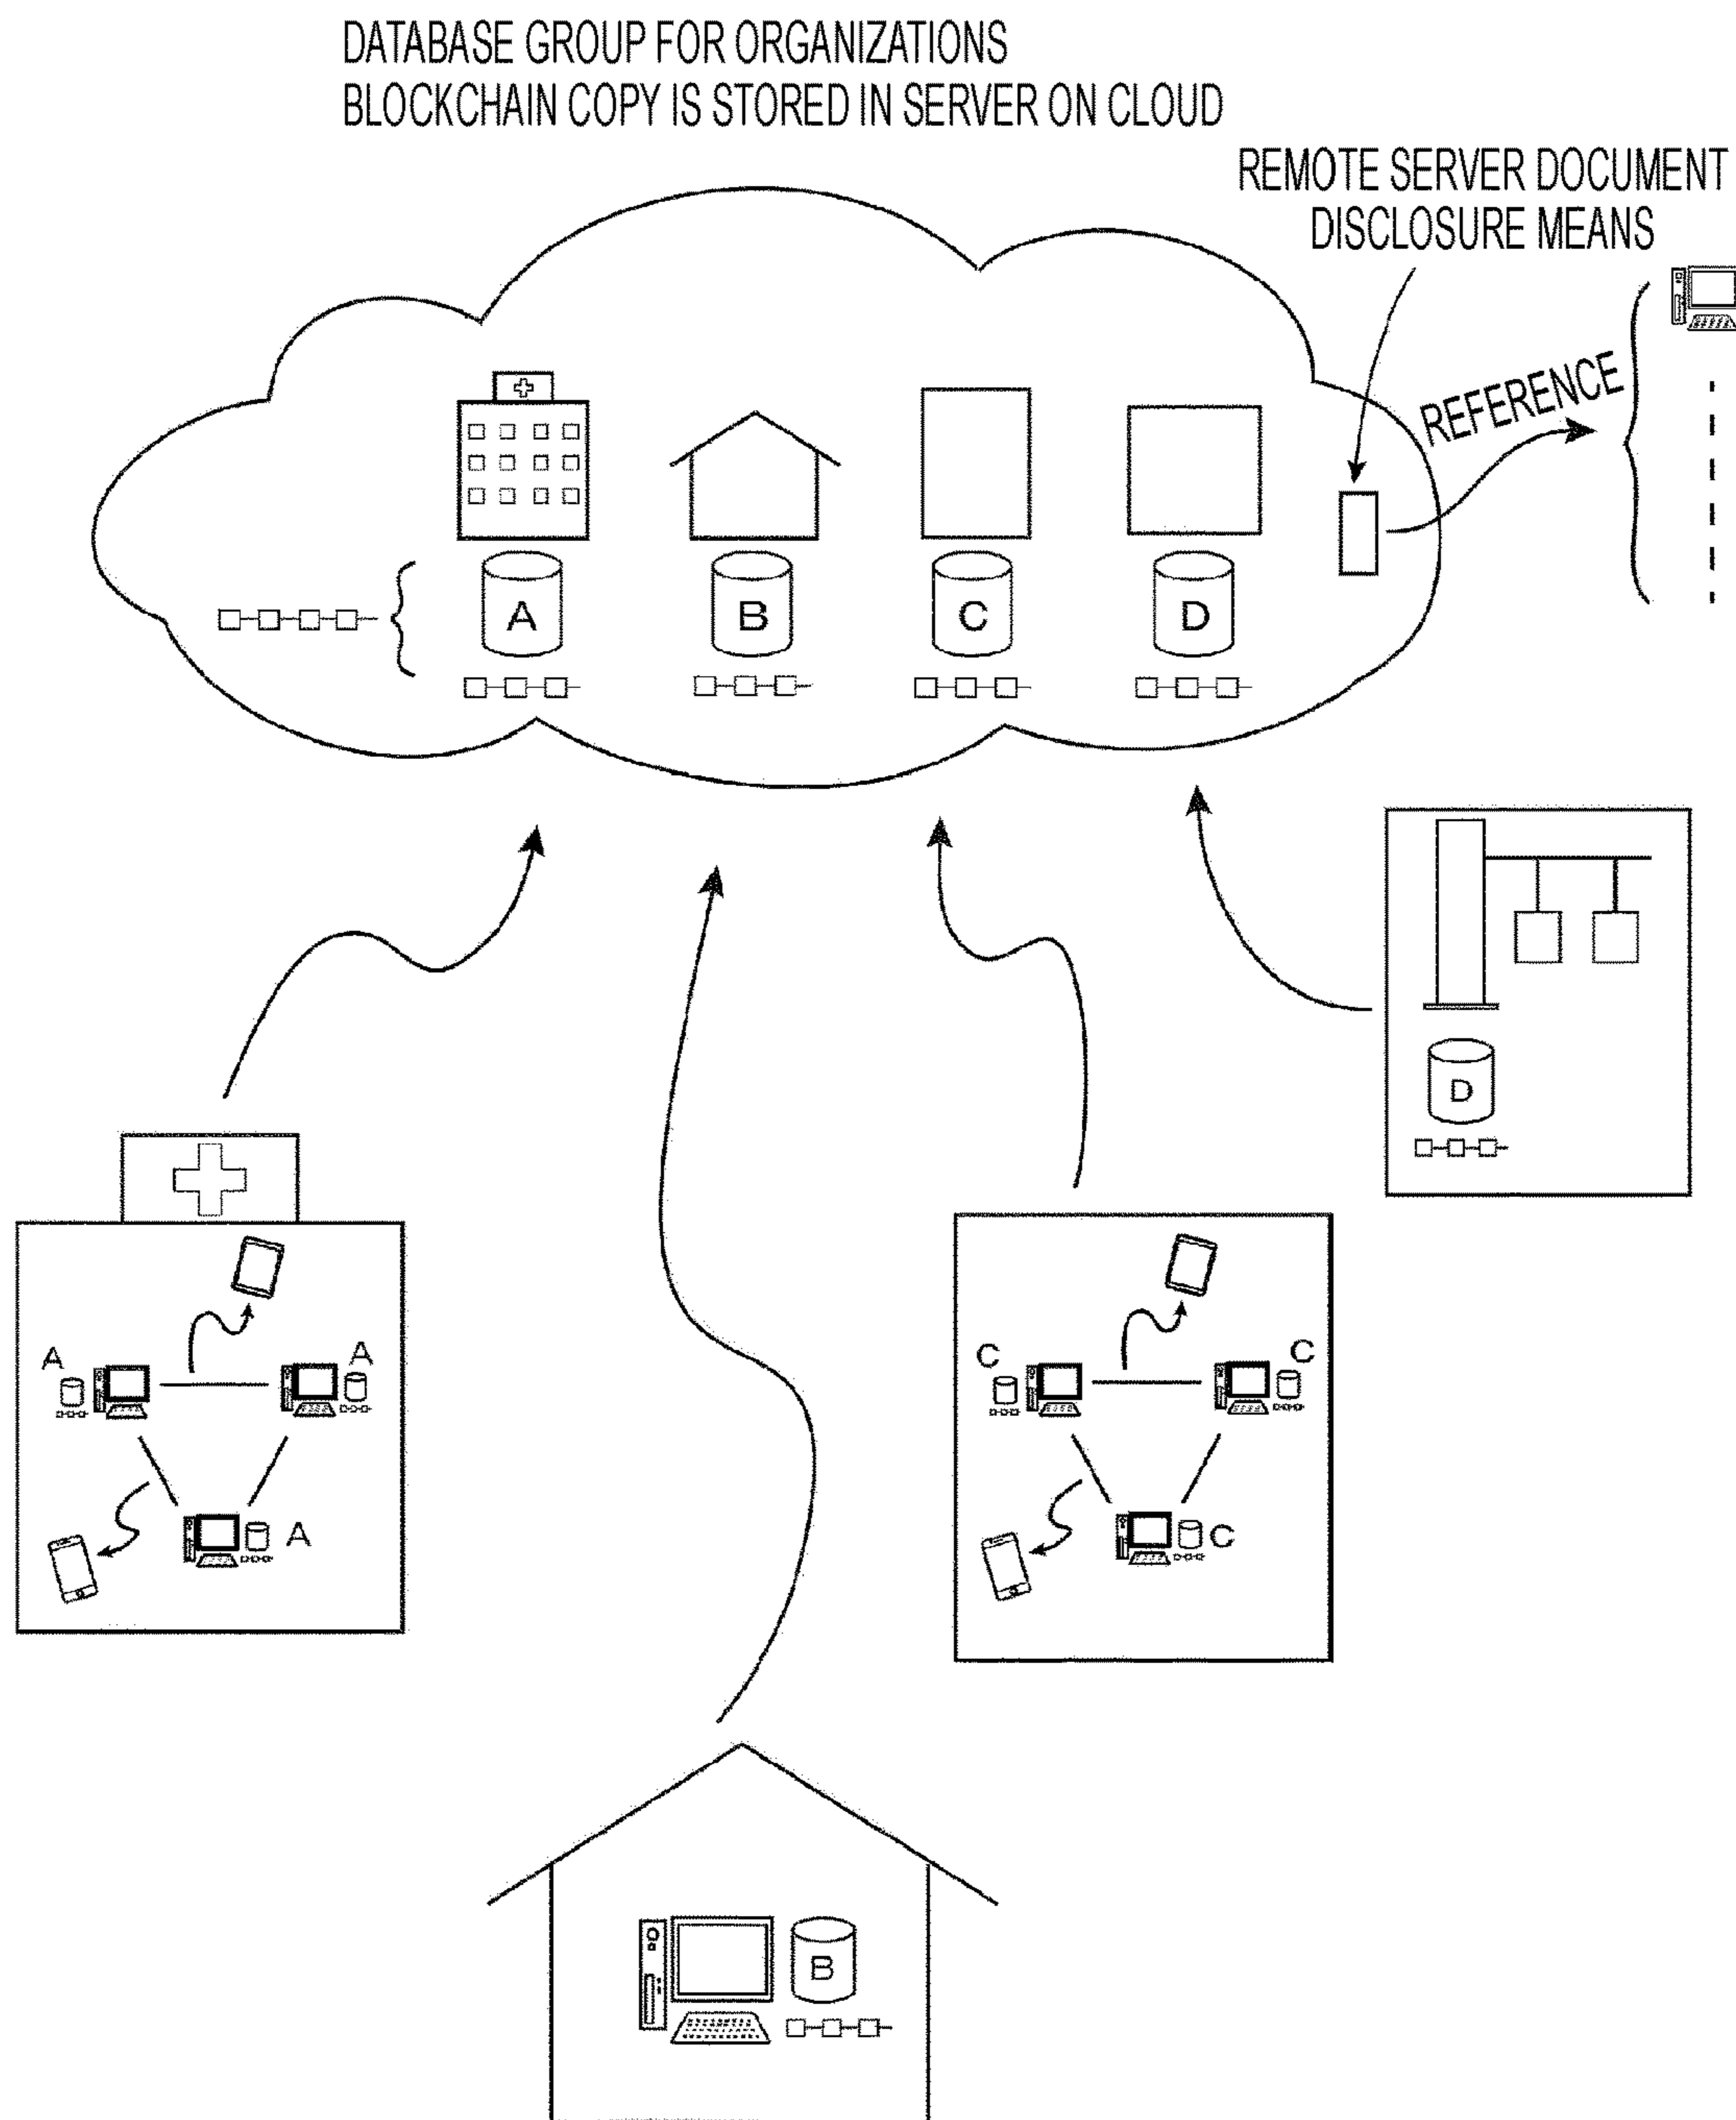 DATABASE GROUP FOR ORGANIZATIONS
BLOCKCHAIN COPY IS STORED IN SERVER ON CLOUD
REMOTE SERVER DOCUMENT
DISCLOSURE MEANS
REFERENCE
A
B
C
D
D
A
A
A
C
C
C
B